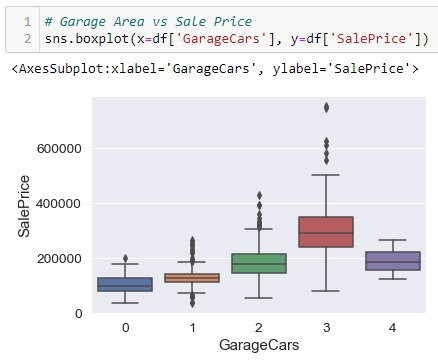 1 # Garage Area vs Sale Price
2 sns.boxplot(x=df['GarageCars'], y=df['SalePrice'])
<AxesSubplot:xlabel='GarageCars', ylabel='SalePrice'>
600000
400000
200000
0
SalePrice
0 1 2 3 4
GarageCars